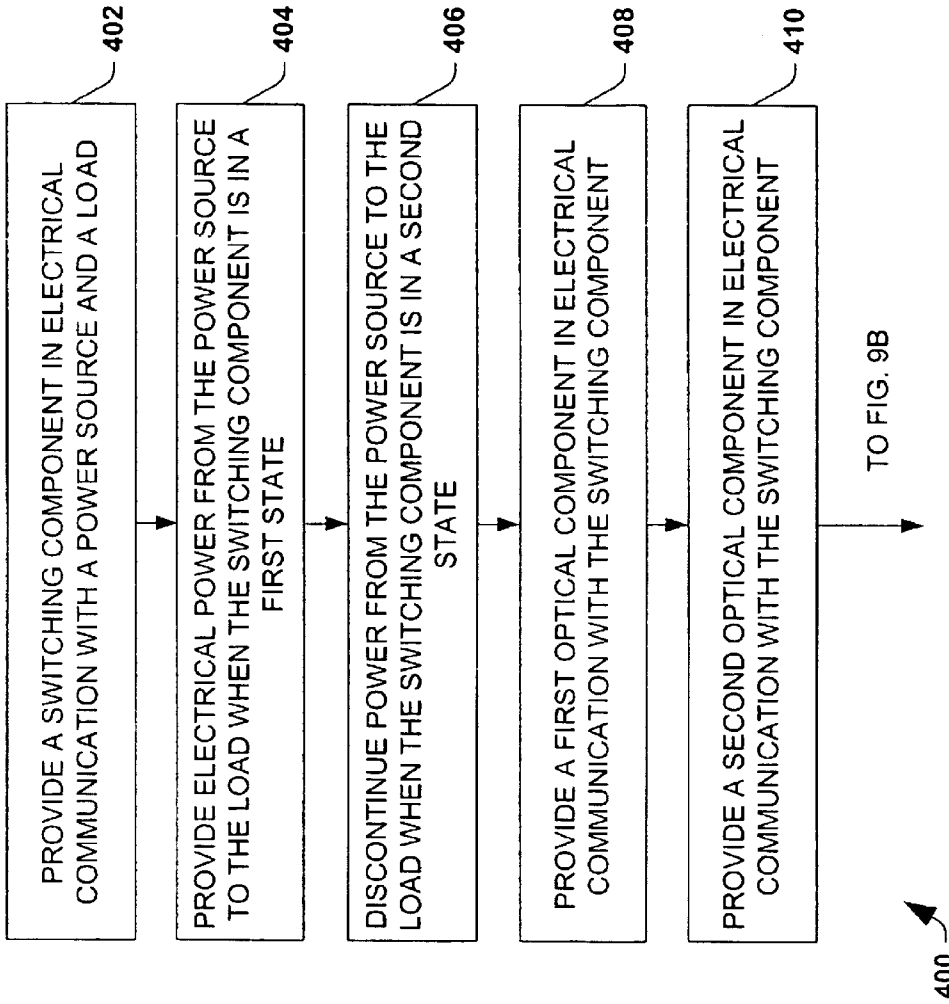 PROVIDE A SWITCHING COMPONENT IN ELECTRICAL
COMMUNICATION WITH A POWER SOURCE AND A LOAD
402
PROVIDE ELECTRICAL POWER FROM THE POWER SOURCE
TO THE LOAD WHEN THE SWITCHING COMPONENT IS IN A
FIRST STATE
404
DISCONTINUE POWER FROM THE POWER SOURCE TO THE
LOAD WHEN THE SWITCHING COMPONENT IS IN A SECOND
STATE
406
PROVIDE A FIRST OPTICAL COMPONENT IN ELECTRICAL
COMMUNICATION WITH THE SWITCHING COMPONENT
408
PROVIDE A SECOND OPTICAL COMPONENT IN ELECTRICAL
COMMUNICATION WITH THE SWITCHING COMPONENT
410
TO FIG. 9B
400